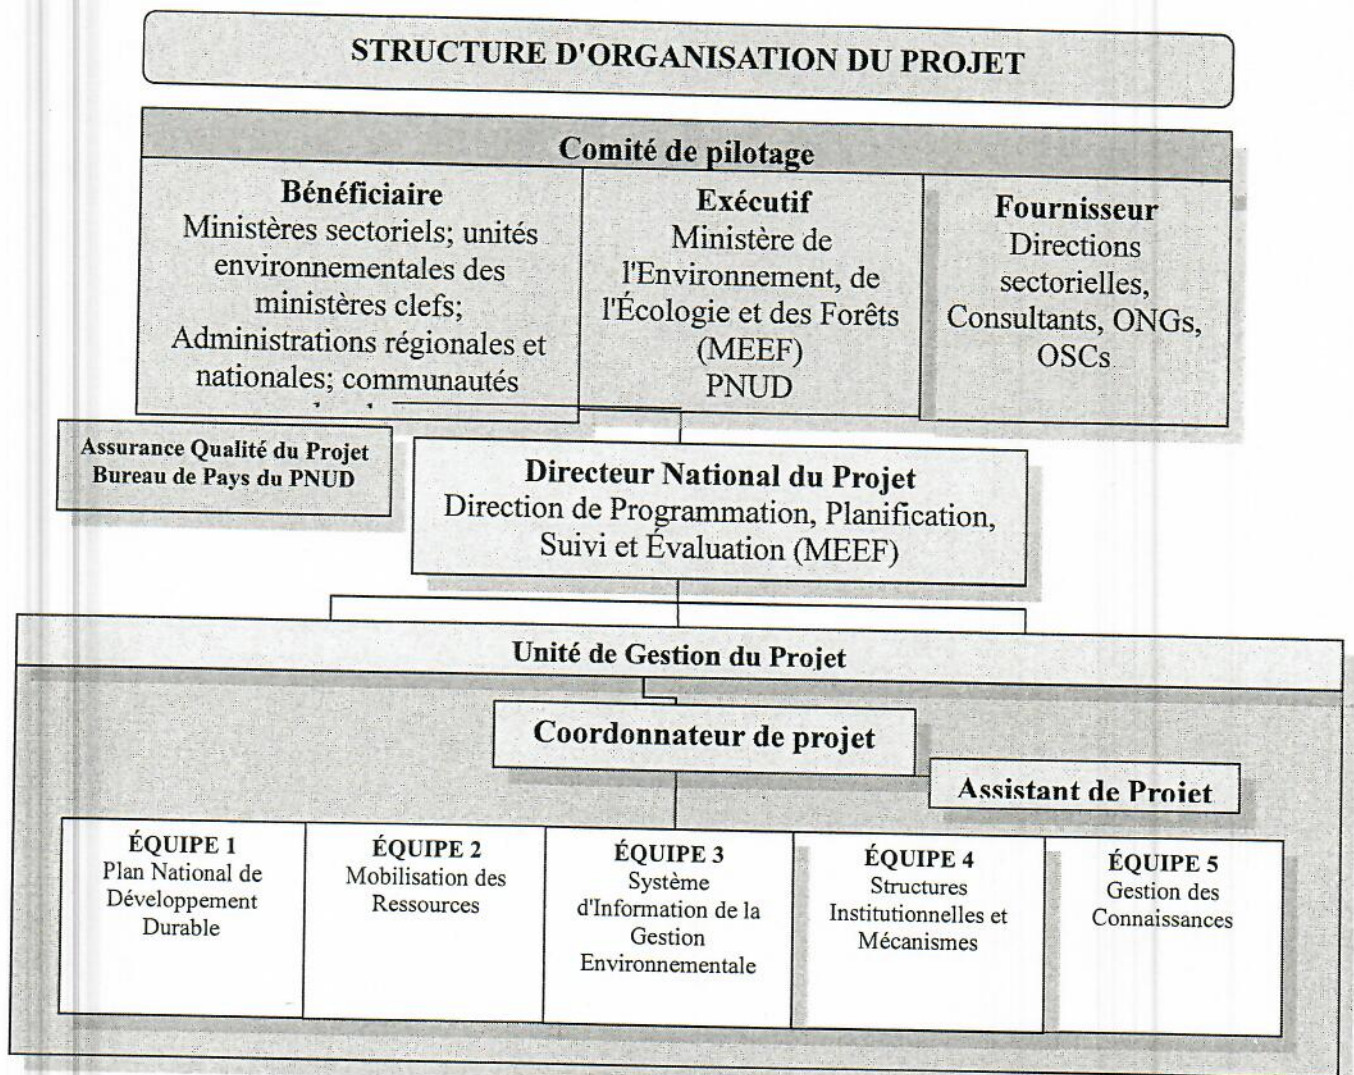 STRUCTURE D'ORGANISATION DU PROJET
Comité de pilotage
Bénéficiaire
Ministères sectoriels; unités
environnementales des
ministères clefs;
Administrations régionales et
nationales; communautés
Exécutif
Ministère de
l'Environnement, de
l'Écologie et des Forêts
(MEEF)
PNUD
Fournisseur
Directions
sectorielles,
Consultants, ONGs,
OSCs
Assurance Qualité du Projet
Bureau de Pays du PNUD
Directeur National du Projet
Direction de Programmation, Planification,
Suivi et Évaluation (MEEF)
Unité de Gestion du Projet
Coordonnateur de projet
Assistant de Projet
ÉQUIPE 1
Plan National de
Développement
Durable
ÉQUIPE 2
Mobilisation des
Ressources
ÉQUIPE 3
Système
d'Information de la
Gestion
Environnementale
ÉQUIPE 4
Structures
Institutionnelles et
Mécanismes
ÉQUIPE 5
Gestion des
Connaissances